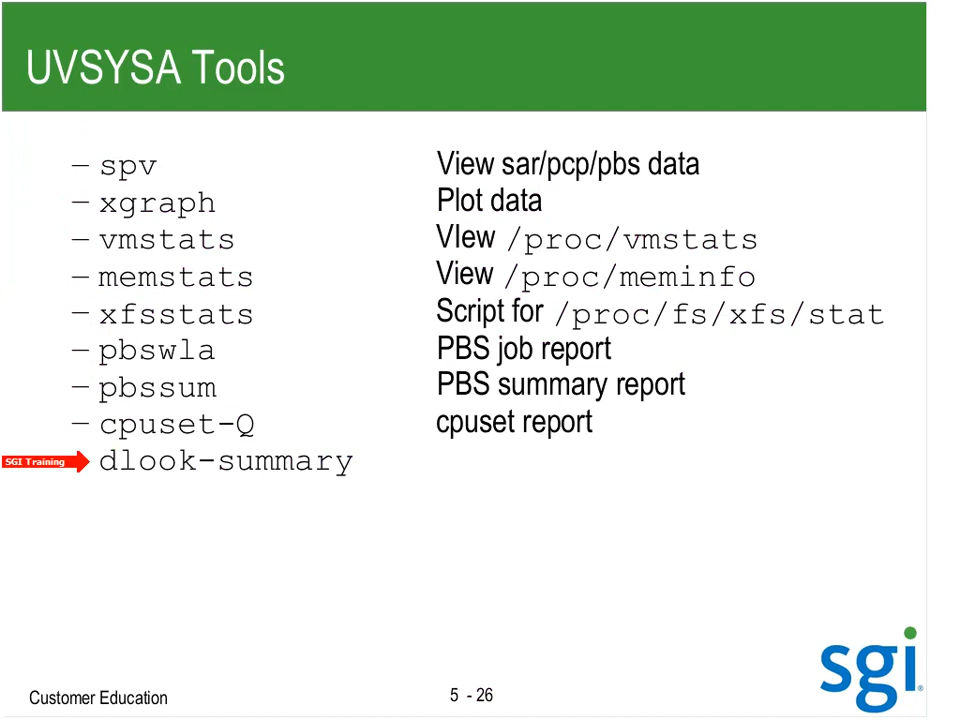 UVSYSA Tools
– spv View sar/pcp/pbs data
– xgraph Plot data
– vmstats VIew /proc/vmstats
– memstats View /proc/meminfo
– xfsstats Script for /proc/fs/xfs/stat
– pbswla PBS job report
– pbssum PBS summary report
– cpuset-Q cpuset report
SGI Training dlook-summary
sgi®
Customer Education 5 - 26